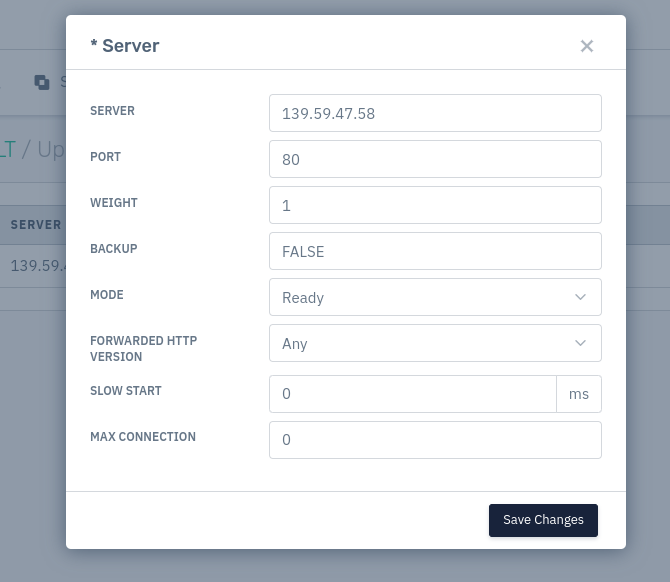 * Server
SERVER
139.59.47.58
PORT
80
WEIGHT
1
BACKUP
FALSE
MODE
Ready
FORWARDED HTTP
VERSION
Any
SLOW START
0
ms
MAX CONNECTION
0
Save Changes
LT / Up
SERVER
139.59.